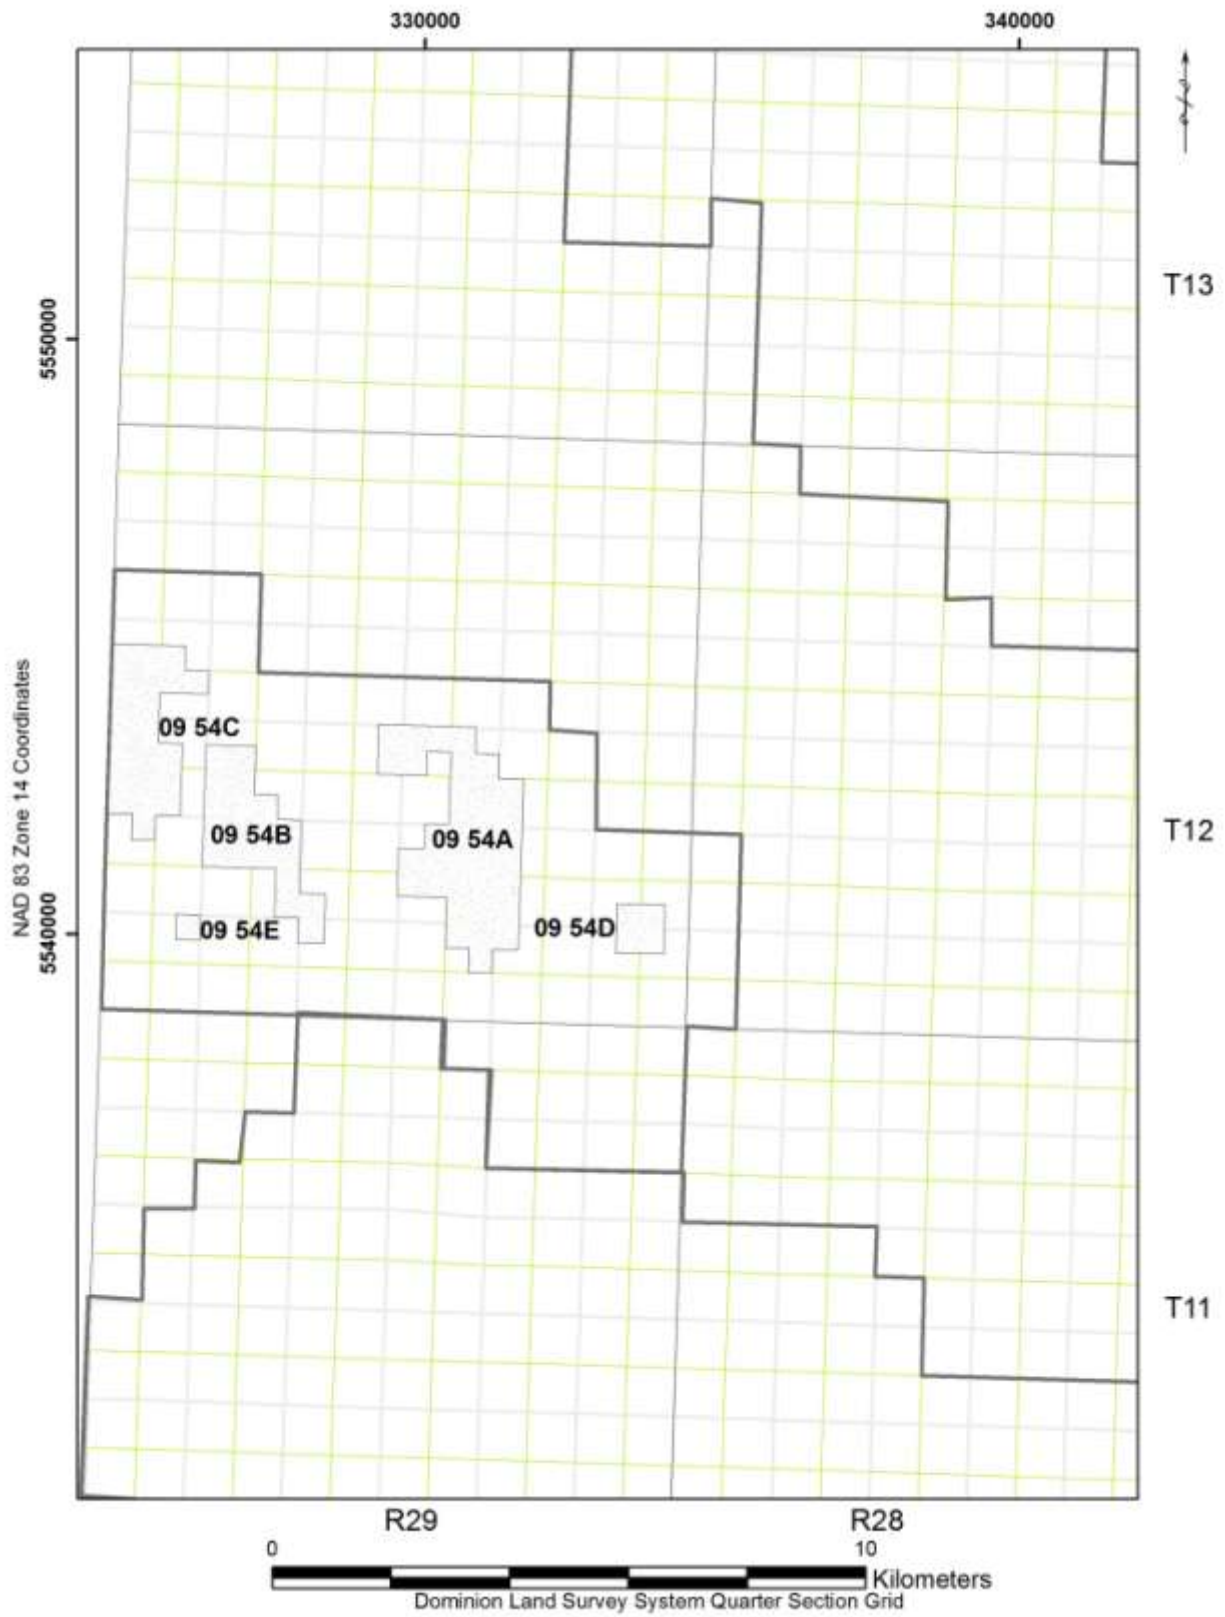 330000 340000
T13
5550000
09 54C
NAD 83 Zone 14 Coordinates
09 54B 09 54A
T12
09 54E 09 54D
5540000
T11
R29 R28
0 10
Kilometers
Dominion Land Survey System Quarter Section Grid